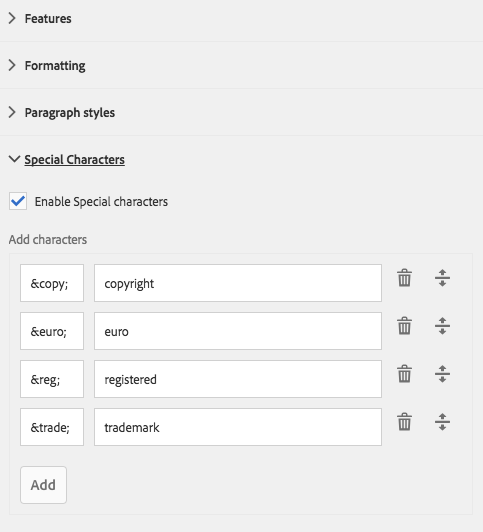 Features
Formatting
Paragraph styles
Special Characters
Enable Special characters
Add characters
&copy; copyright
&euro; euro
&reg; registered
&trade; trademark
Add